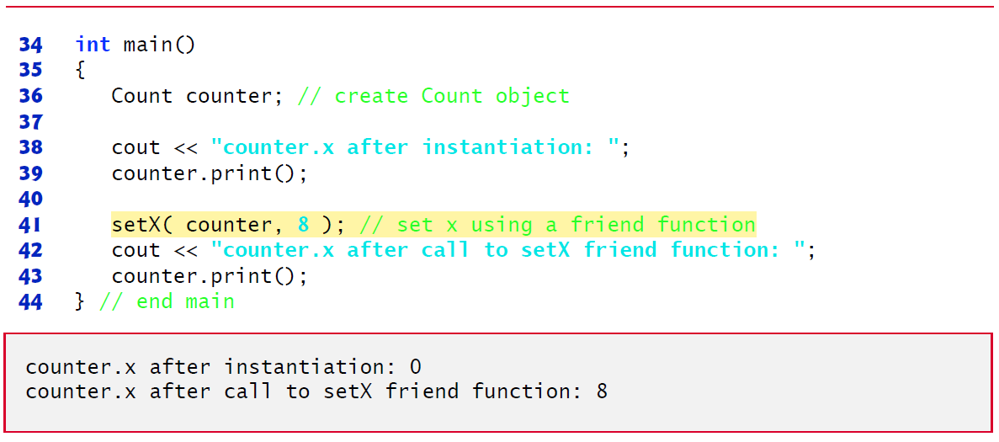 34 int main()
35 {
36 Count counter; // create Count object
37
38 cout << "counter.x after instantiation: ";
39 counter.print();
40
41 setX( counter, 8 ); // set x using a friend function
42 cout << "counter.x after call to setX friend function: ";
43 counter.print();
44 } // end main
counter.x after instantiation: 0
counter.x after call to setX friend function: 8